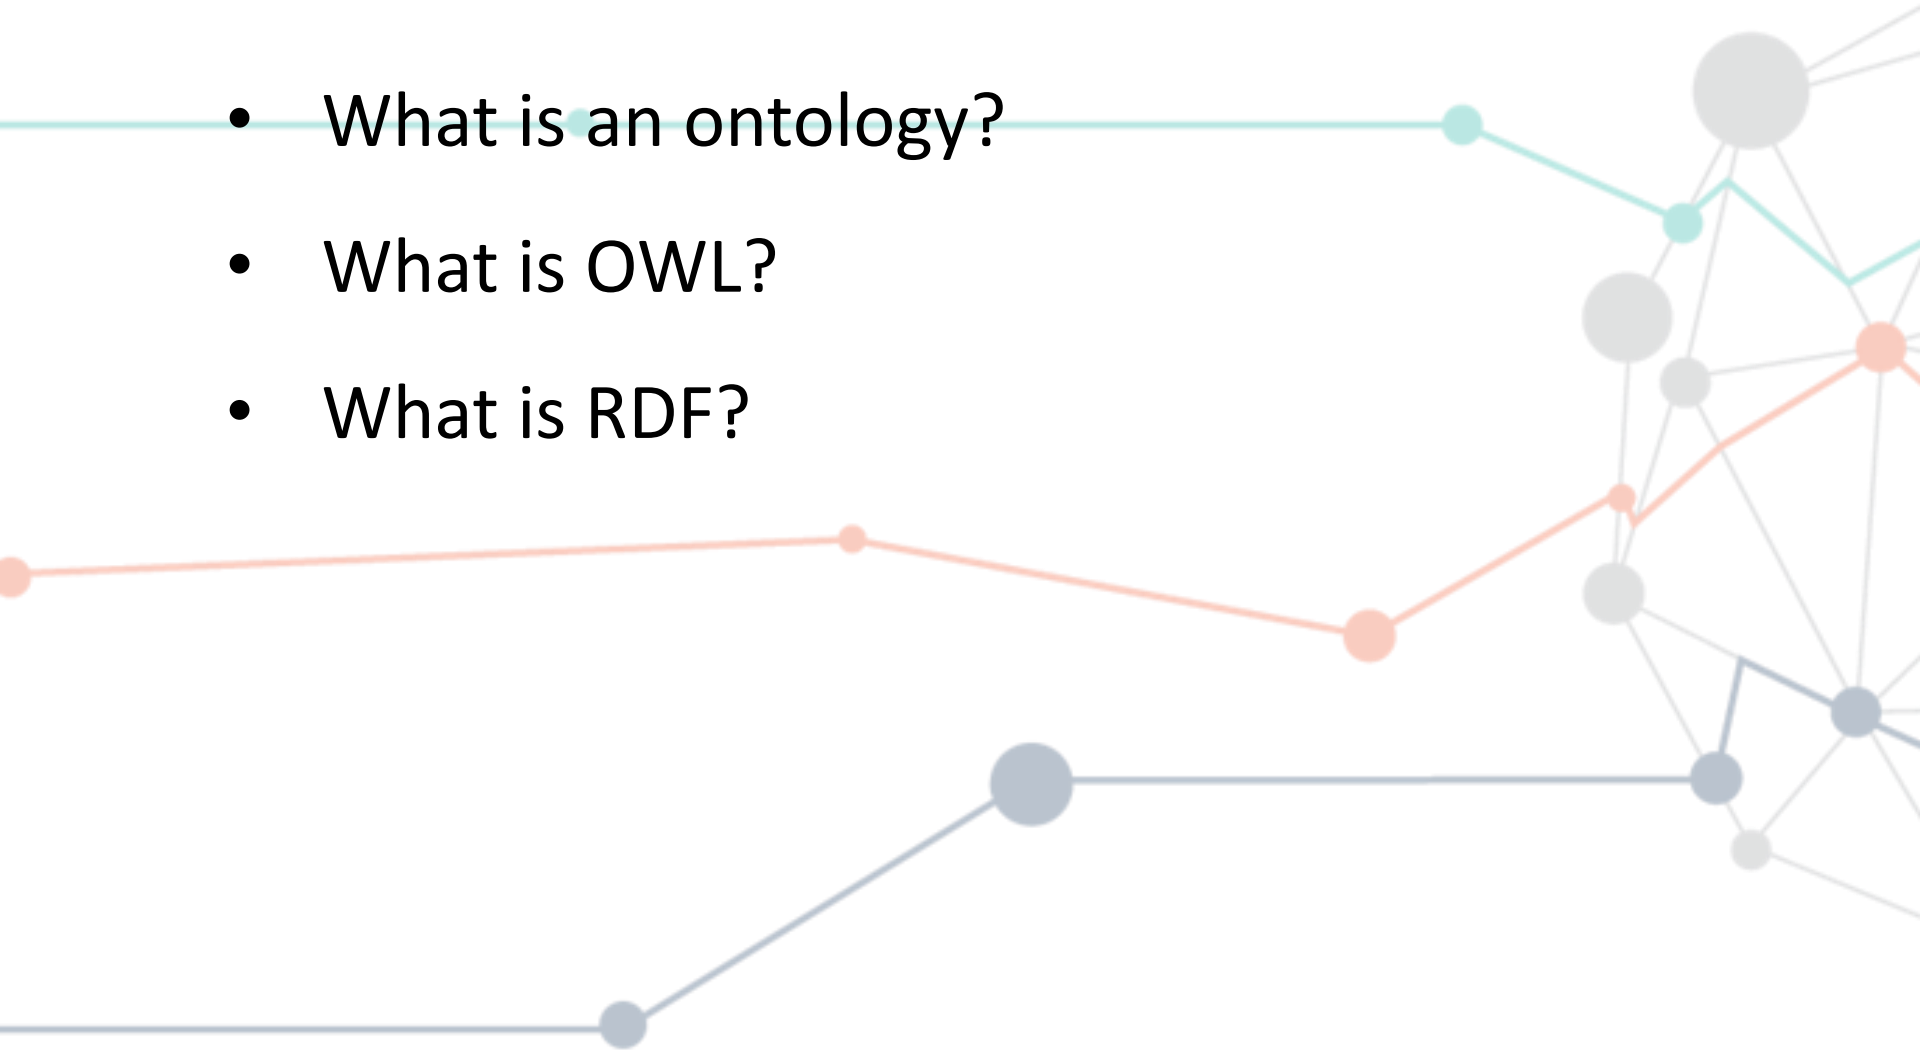 • What is an ontology?
• What is OWL?
• What is RDF?